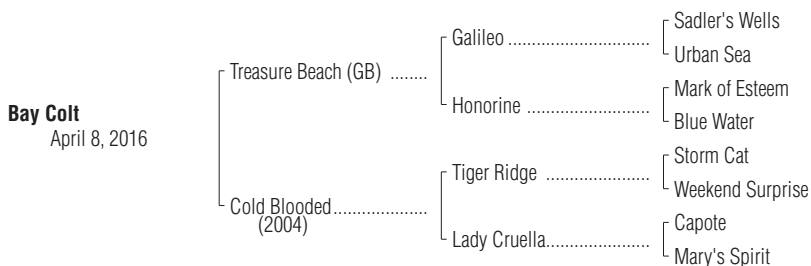 Sadler's Wells
Galileo ..............................
Urban Sea
Treasure Beach (GB) ........
Mark of Esteem
Honorine ..........................
Blue Water
Bay Colt
April 8, 2016
Storm Cat
Tiger Ridge ......................
Weekend Surprise
Cold Blooded....................
(2004)
Capote
Lady Cruella......................
Mary's Spirit